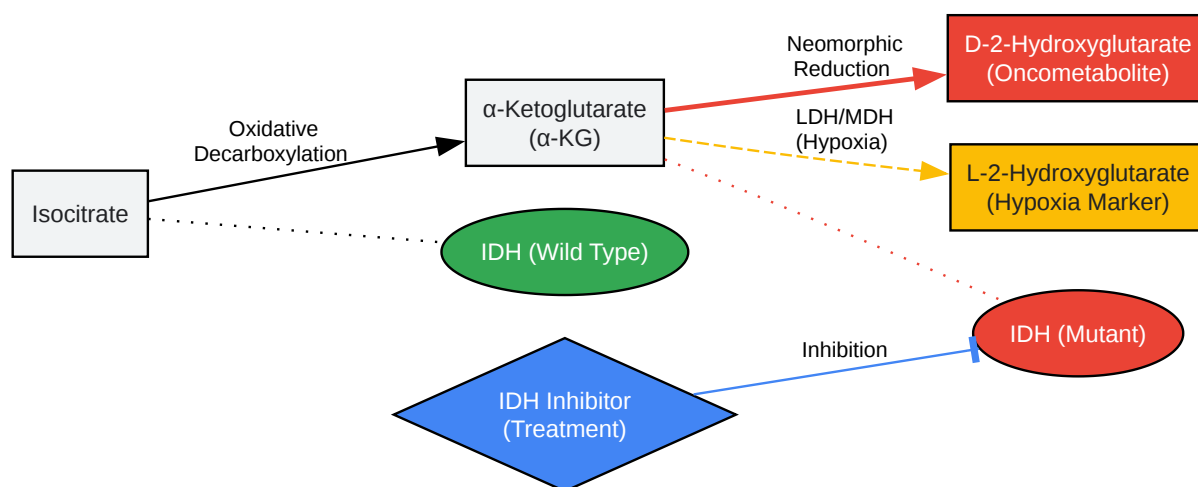 Neomorphic
Reduction
D-2-Hydroxyglutarate
(Oncometabolite)
α-Ketoglutarate
(α-KG)
LDH/MDH
(Hypoxia)
Oxidative
Decarboxylation
L-2-Hydroxyglutarate
(Hypoxia Marker)
Isocitrate
IDH (Wild Type)
IDH (Mutant)
Inhibition
IDH Inhibitor
(Treatment)